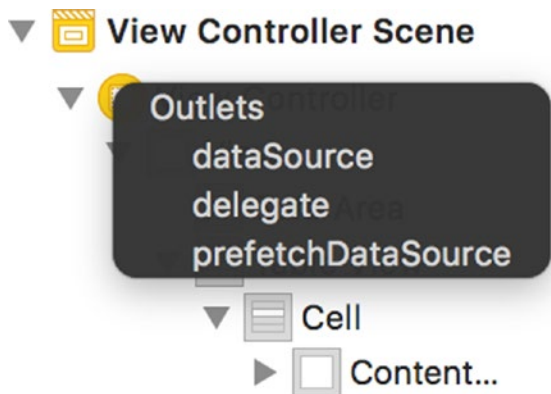 View Controller Scene
Outlets
dataSource
delegate
prefetchDataSource
Cell
Content...